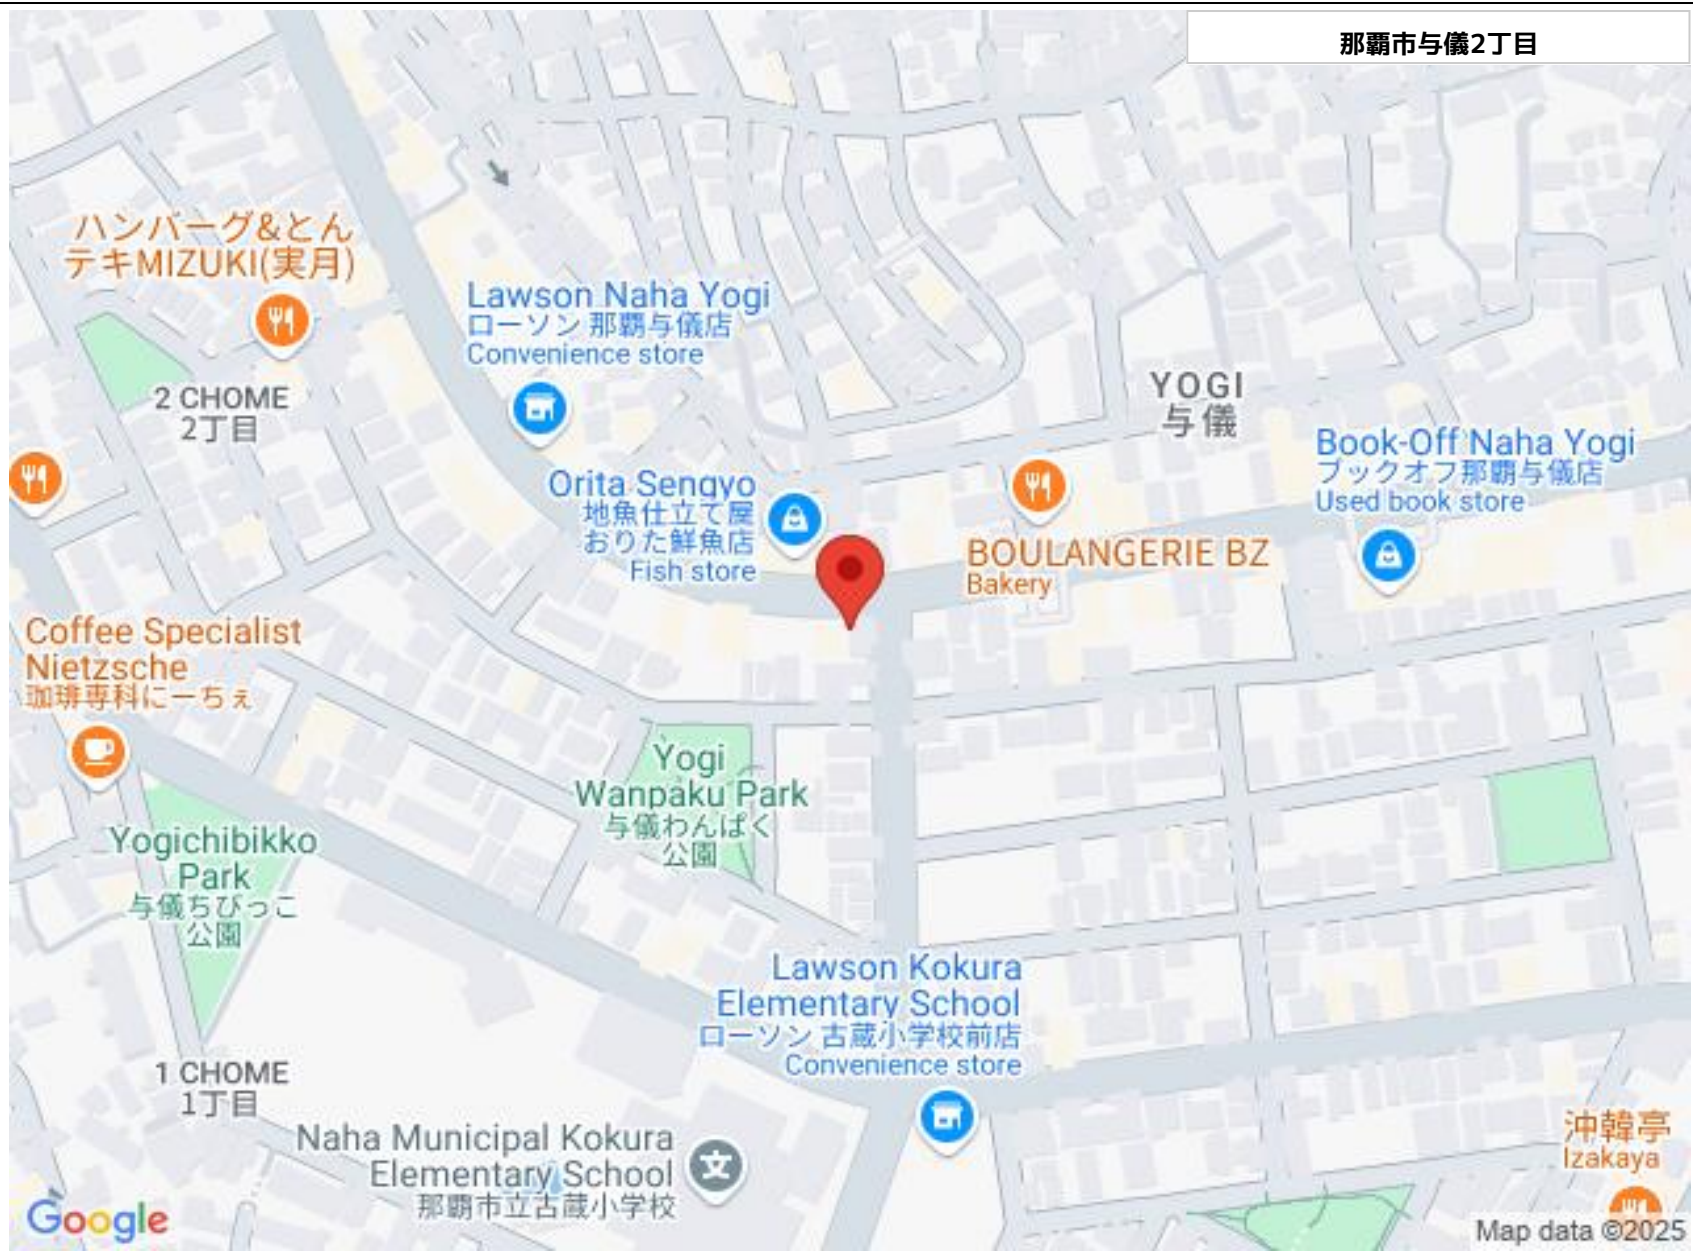 那覇市与儀2丁目
ハンバーグ&とん
テキMIZUKI(実月)
Lawson Naha Yogi
ローソン 那覇与儀店
Convenience store
2 CHOME
2丁目
YOGI
与儀
Book-Off Naha Yogi
ブックオフ那覇与儀店
Used book store
Orita Sengyo
地魚仕立て屋
おりた鮮魚店
Fish store
BOULANGERIE BZ
Bakery
Coffee Specialist
Nietzsche
珈琲専科にーちぇ
Yogi
Wanpaku Park
与儀わんぱく
公園
Yogichibikko
Park
与儀ちびっこ
公園
Lawson Kokura
Elementary School
ローソン 古蔵小学校前店
Convenience store
1 CHOME
1丁目
Naha Municipal Kokura
Elementary School
那覇市立古蔵小学校
文
沖韓亭
Izakaya
Google
Map data ©2025